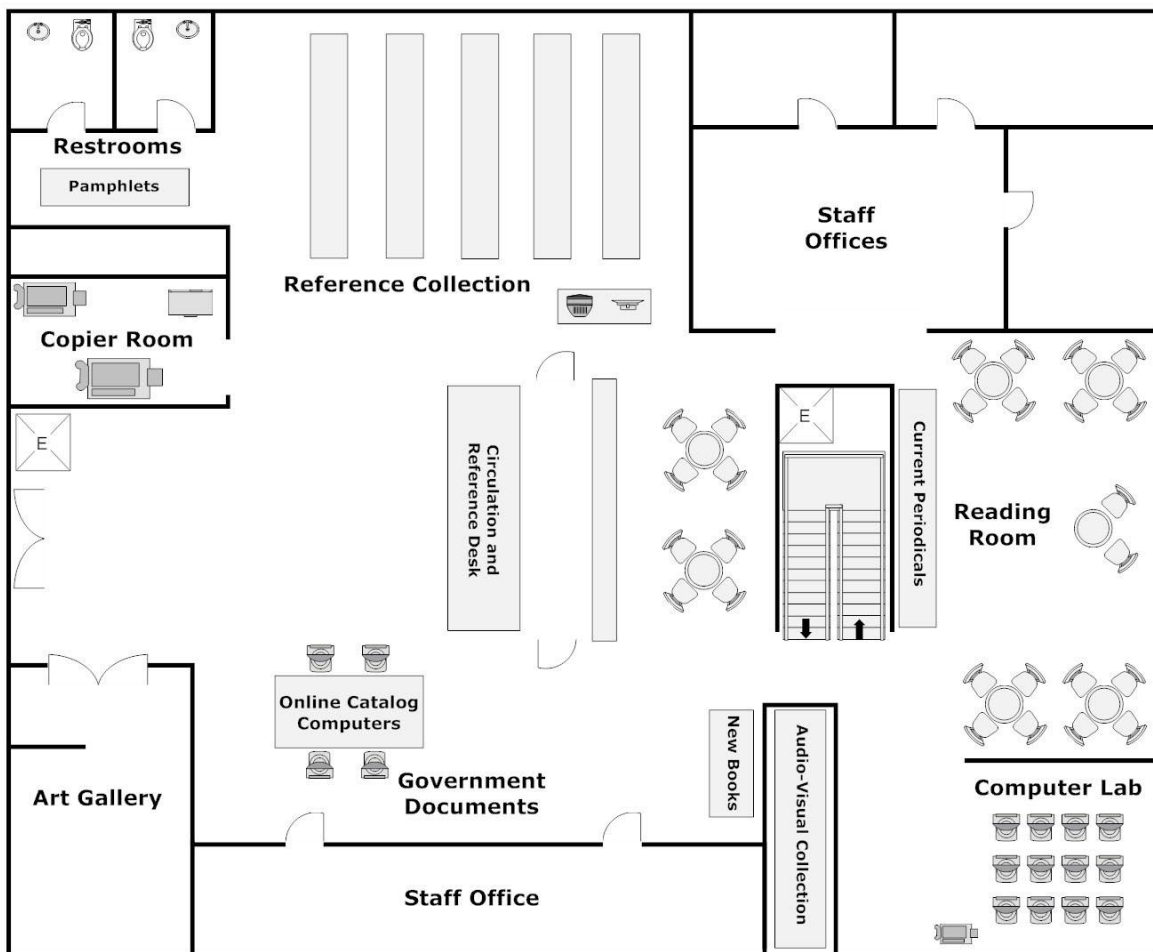 Restrooms
Pamphlets
Staff
Offices
Reference Collection
Copier Room
E
Circulation and
Reference Desk
E
Current Periodicals
Reading
Room
Online Catalog
Computers
New Books
Audio-Visual Collection
Government
Documents
Art Gallery
Computer Lab
Staff Office